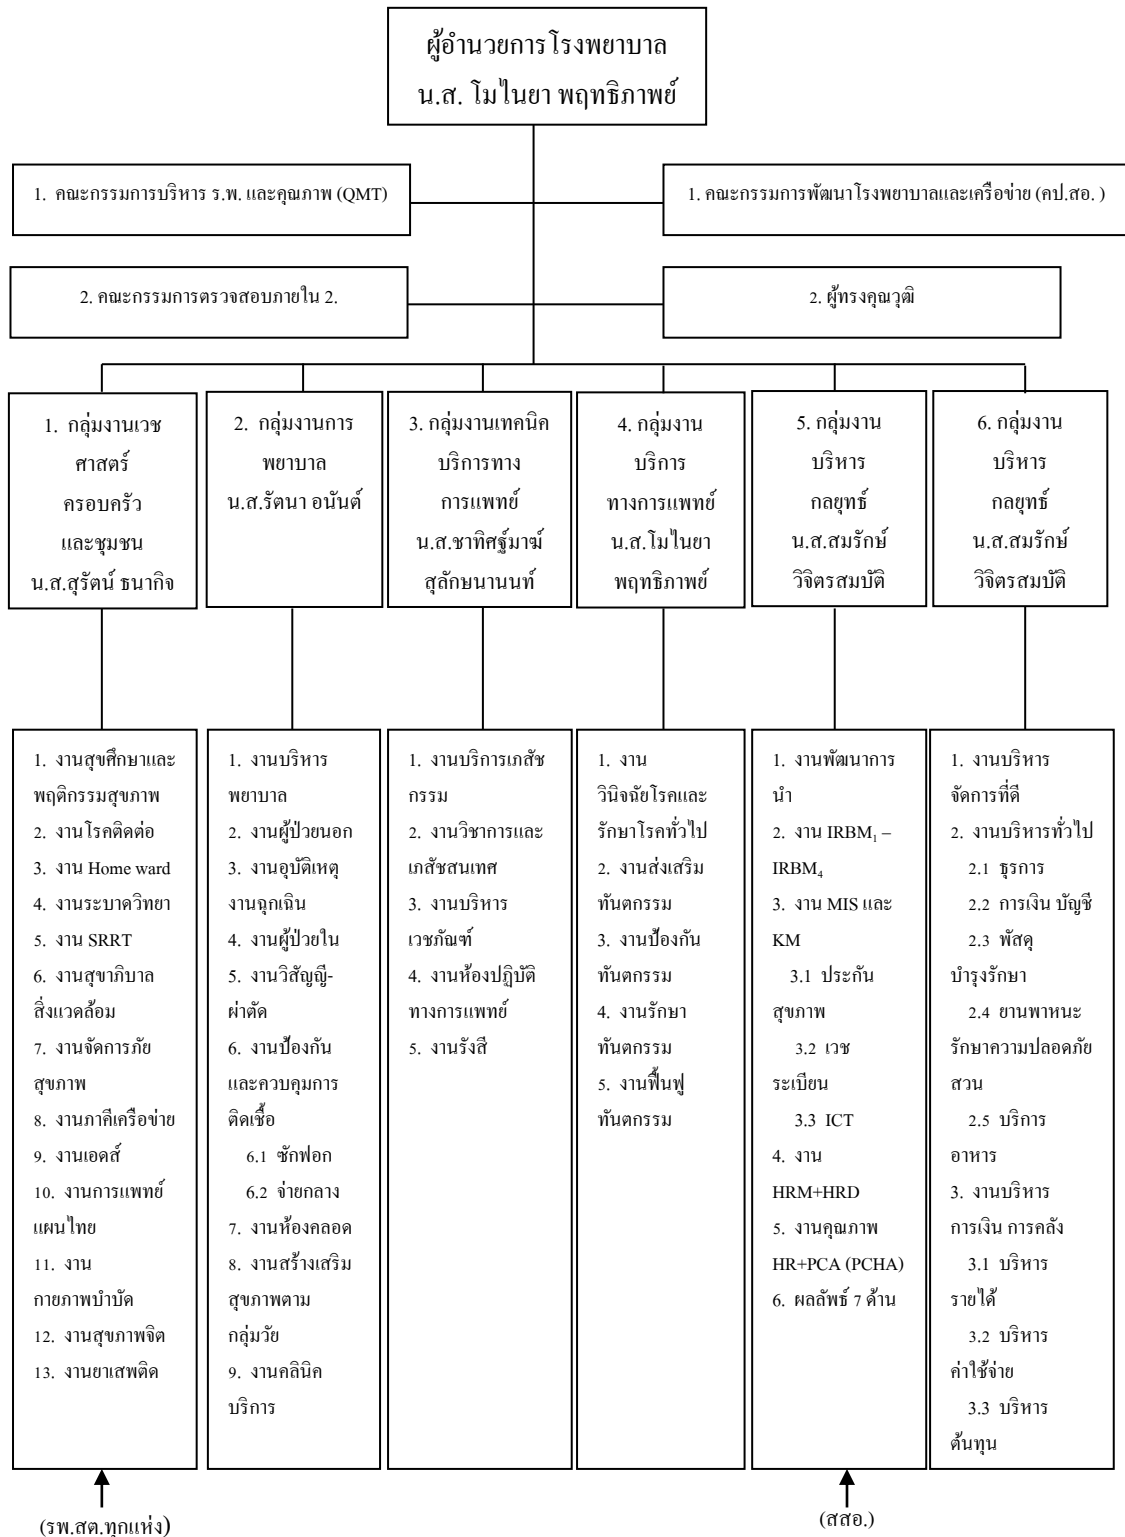 ผู้อำนวยการโรงพยาบาล
น.ส. โมไนยา พฤทธิภาพย์
1. คณะกรรมการบริหาร ร.พ. และคุณภาพ (QMT)
1. คณะกรรมการพัฒนาโรงพยาบาลและเครือข่าย (คป.สอ. )
2. คณะกรรมการตรวจสอบภายใน 2.
2. ผู้ทรงคุณวุฒิ
1. กลุ่มงานเวช
ศาสตร์
ครอบครัว
และชุมชน
น.ส.สุรัตน์ ธนากิจ
2. กลุ่มงานการ
พยาบาล
น.ส.รัตนา อนันต์
3. กลุ่มงานเทคนิค
บริการทาง
การแพทย์
น.ส.ชาทิศฐ์มาฆ์
สุลักษนานนท์
4. กลุ่มงาน
บริการ
ทางการแพทย์
น.ส.โมไนยา
พฤทธิภาพย์
5. กลุ่มงาน
บริหาร
กลยุทธ์
น.ส.สมรักษ์
วิจิตรสมบัติ
6. กลุ่มงาน
บริหาร
กลยุทธ์
น.ส.สมรักษ์
วิจิตรสมบัติ
1. งานสุขศึกษาและ
พฤติกรรมสุขภาพ
2. งานโรคติดต่อ
3. งาน Home ward
4. งานระบาดวิทยา
5. งาน SRRT
6. งานสุขาภิบาล
สิ่งแวดล้อม
7. งานจัดการภัย
สุขภาพ
8. งานภาคีเครือข่าย
9. งานเอดส์
10. งานการแพทย์
แผนไทย
11. งาน
กายภาพบำบัด
12. งานสุขภาพจิต
13. งานยาเสพติด
1. งานบริหาร
พยาบาล
2. งานผู้ป่วยนอก
3. งานอุบัติเหตุ
งานฉุกเฉิน
4. งานผู้ป่วยใน
5. งานวิสัญญี-
ผ่าตัด
6. งานป้องกัน
และควบคุมการ
ติดเชื้อ
6.1 ซักฟอก
6.2 จ่ายกลาง
7. งานห้องคลอด
8. งานสร้างเสริม
สุขภาพตาม
กลุ่มวัย
9. งานคลินิค
บริการ
1. งานบริการเภสัช
กรรม
2. งานวิชาการและ
เภสัชสนเทศ
3. งานบริหาร
เวชภัณฑ์
4. งานห้องปฏิบัติ
ทางการแพทย์
5. งานรังสี
1. งาน
วินิจฉัยโรคและ
รักษาโรคทั่วไป
2. งานส่งเสริม
ทันตกรรม
3. งานป้องกัน
ทันตกรรม
4. งานรักษา
ทันตกรรม
5. งานฟื้นฟู
ทันตกรรม
1. งานพัฒนาการ
นำ
2. งาน IRBM₁ –
IRBM₄
3. งาน MIS และ
KM
3.1 ประกัน
สุขภาพ
3.2 เวช
ระเบียน
3.3 ICT
4. งาน
HRM+HRD
5. งานคุณภาพ
HR+PCA (PCHA)
6. ผลลัพธ์ 7 ด้าน
1. งานบริหาร
จัดการที่ดี
2. งานบริหารทั่วไป
2.1 ธุรการ
2.2 การเงิน บัญชี
2.3 พัสดุ
บำรุงรักษา
2.4 ยานพาหนะ
รักษาความปลอดภัย
สวน
2.5 บริการ
อาหาร
3. งานบริหาร
การเงิน การคลัง
3.1 บริหาร
รายได้
3.2 บริหาร
ค่าใช้จ่าย
3.3 บริหาร
ต้นทุน
(รพ.สต.ทุกแห่ง)
(สสอ.)